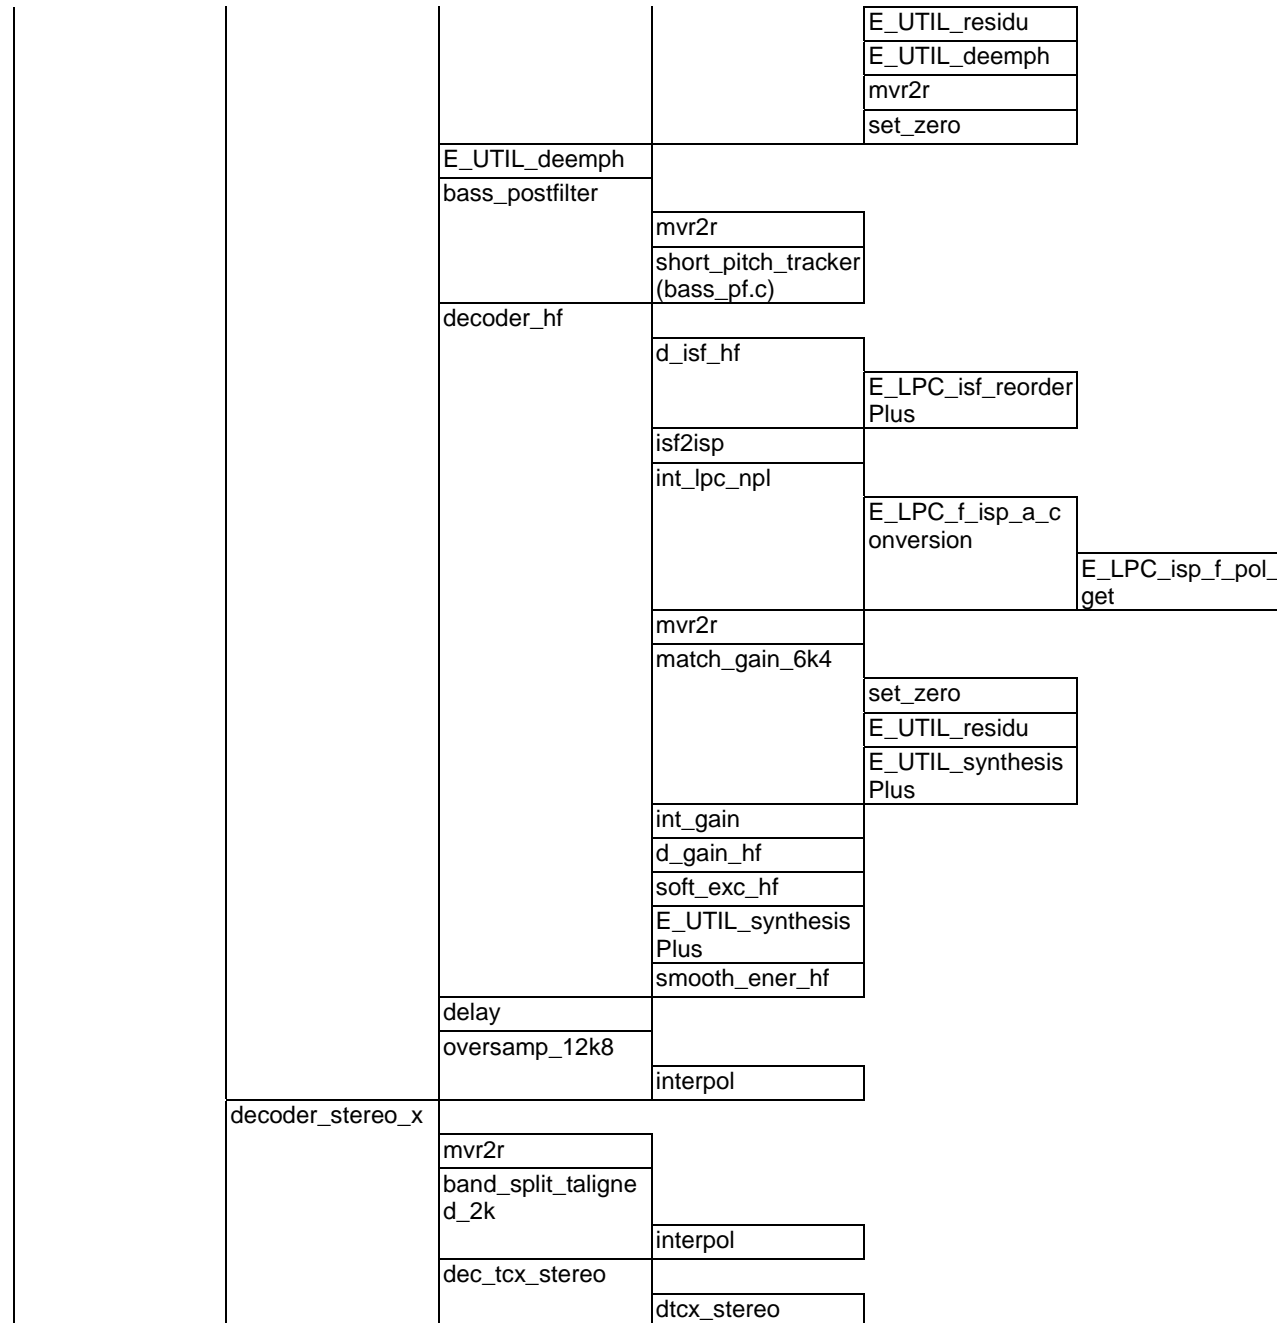 E_UTIL_residu
E_UTIL_deemph
mvr2r
set_zero
E_UTIL_deemph
bass_postfilter
mvr2r
short_pitch_tracker
(bass_pf.c)
decoder_hf
d_isf_hf
E_LPC_isf_reorder
Plus
isf2isp
int_lpc_npl
E_LPC_f_isp_a_c
onversion
E_LPC_isp_f_pol_
get
mvr2r
match_gain_6k4
set_zero
E_UTIL_residu
E_UTIL_synthesis
Plus
int_gain
d_gain_hf
soft_exc_hf
E_UTIL_synthesis
Plus
smooth_ener_hf
delay
oversamp_12k8
interpol
decoder_stereo_x
mvr2r
band_split_taligne
d_2k
interpol
dec_tcx_stereo
dtcx_stereo